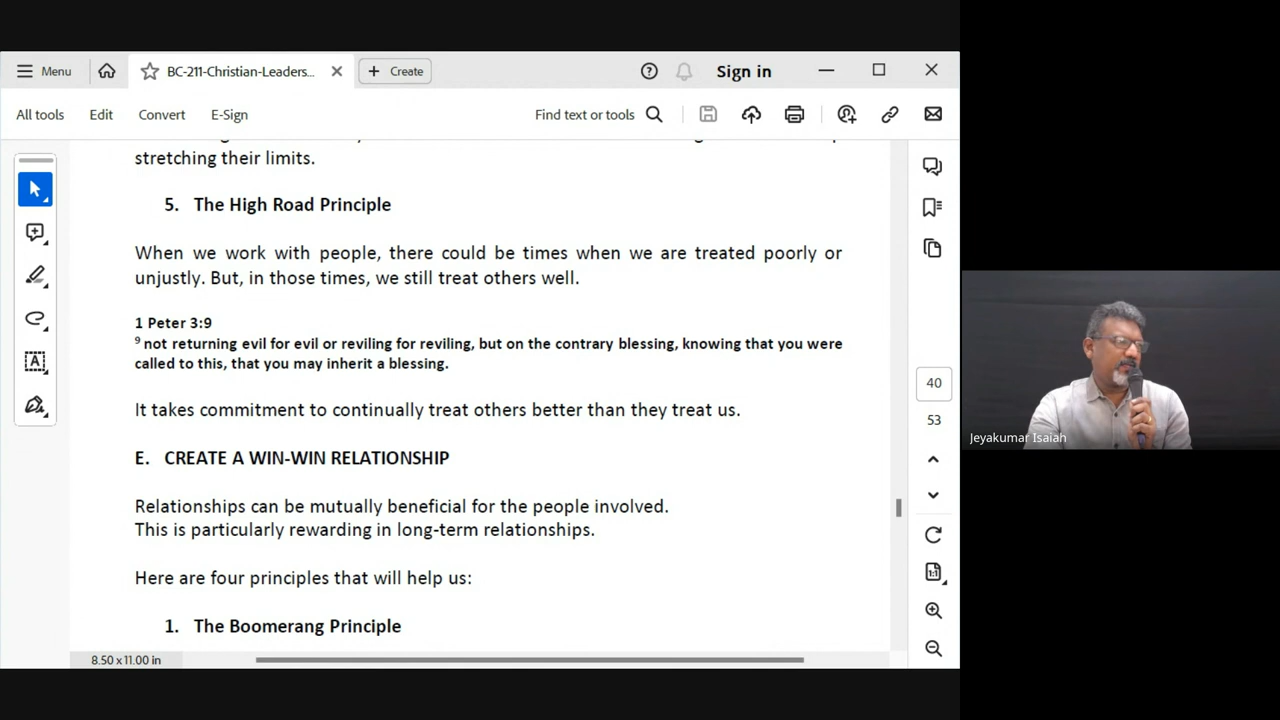 Menu
BC-211-Christian-Leaders...
Create
Sign in
All tools
Edit
Convert
E-Sign
Find text or tools
stretching their limits.
5. The High Road Principle
When we work with people, there could be times when we are treated poorly or
unjustly. But, in those times, we still treat others well.
1 Peter 3:9
9 not returning evil for evil or reviling for reviling, but on the contrary blessing, knowing that you were
called to this, that you may inherit a blessing.
It takes commitment to continually treat others better than they treat us.
E. CREATE A WIN-WIN RELATIONSHIP
Relationships can be mutually beneficial for the people involved.
This is particularly rewarding in long-term relationships.
Here are four principles that will help us:
1. The Boomerang Principle
8.50 x 11.00 in
40
53
1:1
Jeyakumar Isaiah